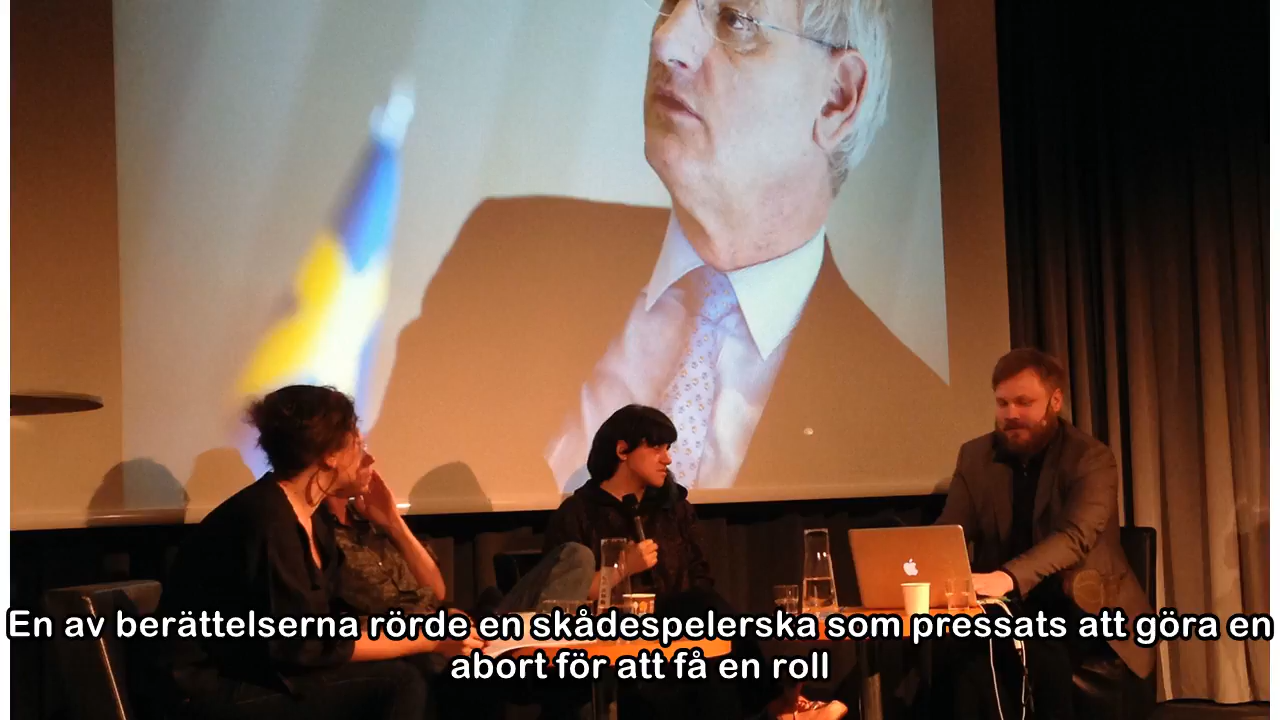 En av berättelserna rörde en skådespelerska som pressats att göra en
abort för att få en roll